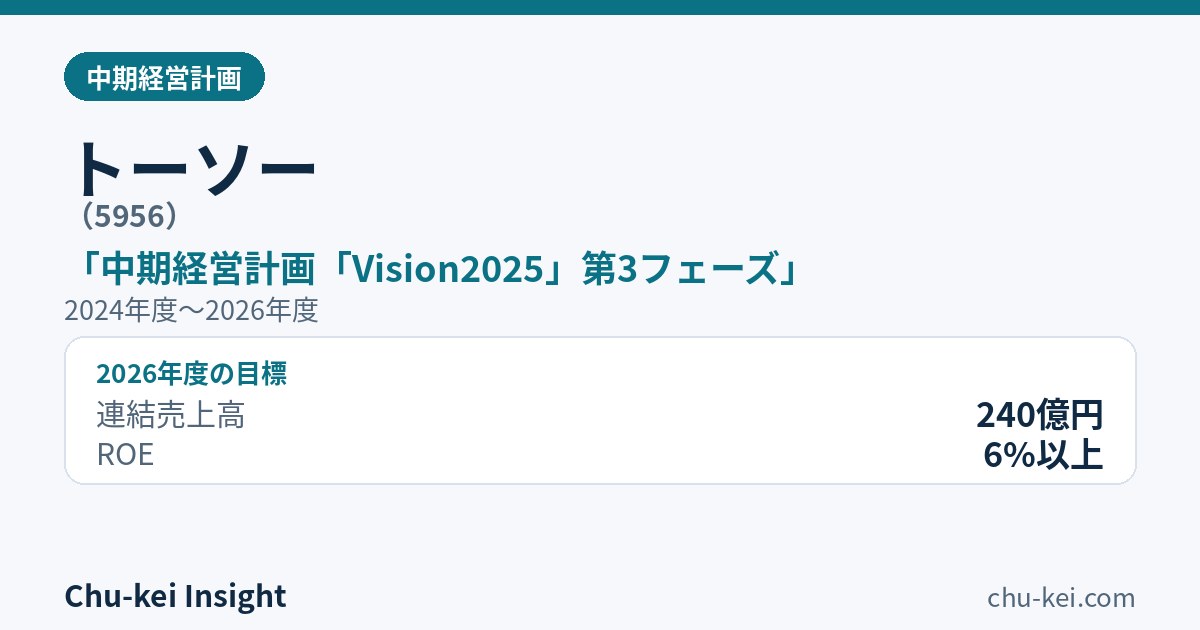 中期経営計画
トーソー
（5956）
「中期経営計画「Vision2025」第3フェーズ」
2024年度～2026年度
2026年度の目標
連結売上高 240億円
ROE 6%以上
Chu-kei Insight chu-kei.com